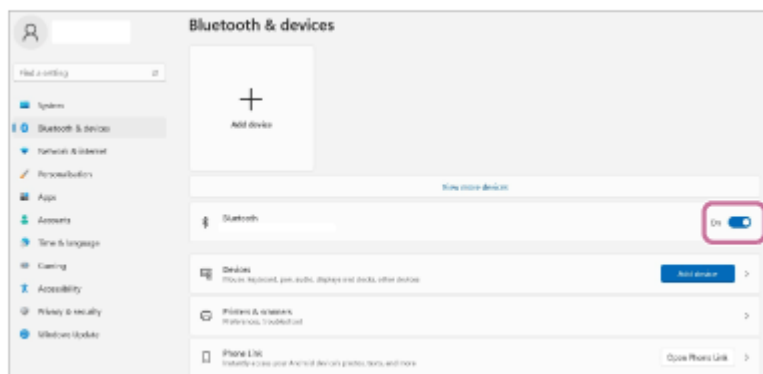 Bluetooth & devices
Find a setting
System
Bluetooth & devices
Network & internet
Personalisation
Apps
Accounts
Time & language
Gaming
Accessibility
Privacy & security
Windows Update
Add device
View more devices
Bluetooth
On
Devices
Mouse, keyboard, pen, audio, displays and docks, other devices
Add device
Printers & scanners
Preferences, troubleshoot
Phone Link
Instantly access your Android device's photos, texts, and more
Open Phone Link